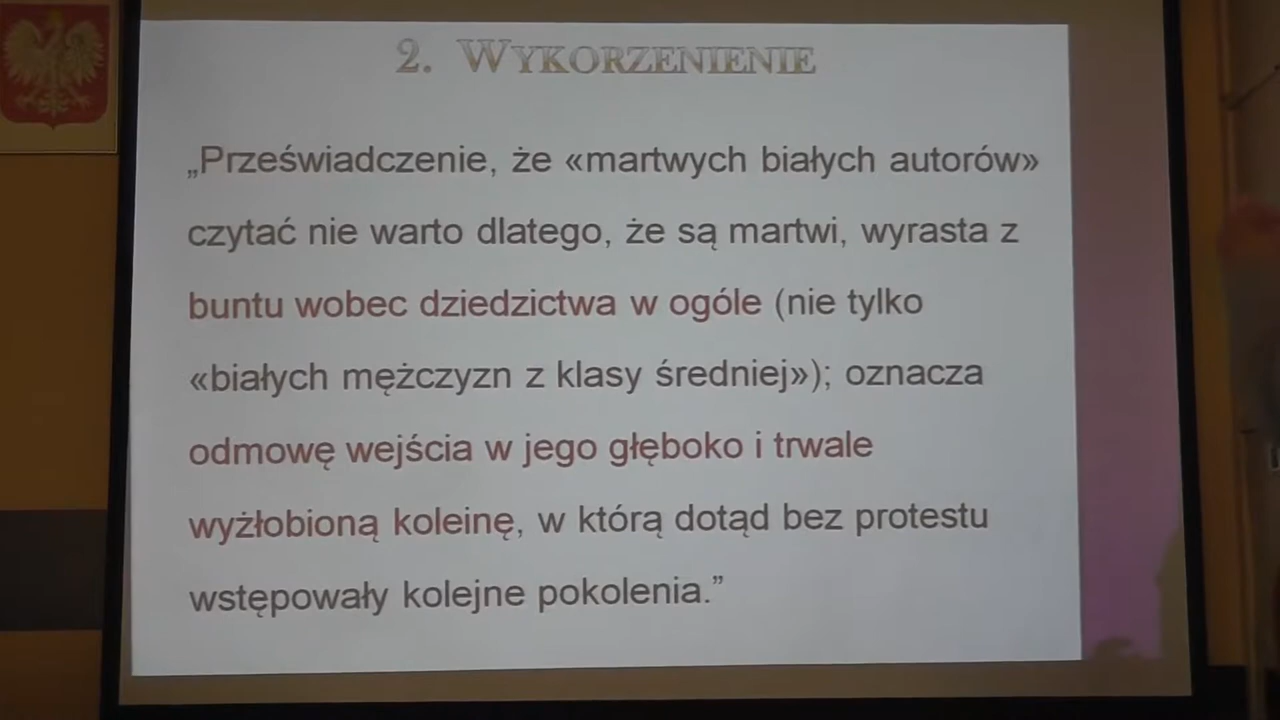 2. WYKORZENIENIE
„Przeświadczenie, że «martwych białych autorów»
czytać nie warto dlatego, że są martwi, wyrasta z
buntu wobec dziedzictwa w ogóle (nie tylko
«białych mężczyzn z klasy średniej»); oznacza
odmowę wejścia w jego głęboko i trwale
wyżłobioną koleinę, w którą dotąd bez protestu
wstępowały kolejne pokolenia.”